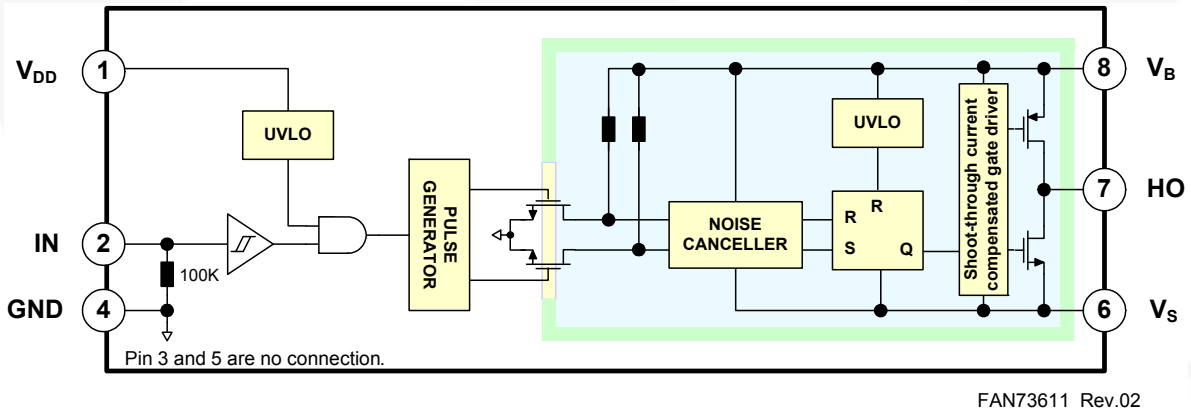 VDD
1
UVLO
IN
2
100K
GND
4
Pin 3 and 5 are no connection.
PULSE
GENERATOR
NOISE
CANCELLER
UVLO
R
R
S
Q
Shoot-through current
compensated gate driver
8
VB
7
HO
6
VS
FAN73611 Rev.02